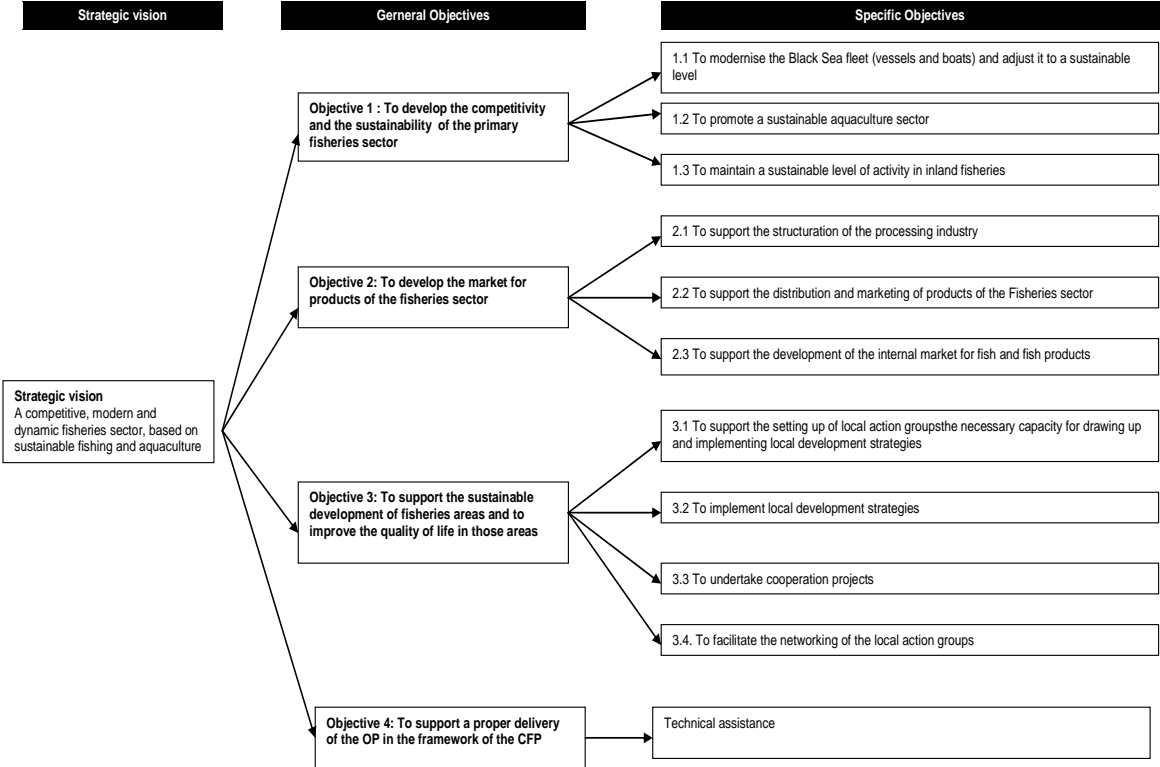 Strategic vision
Gerneral Objectives
Specific Objectives
1.1 To modernise the Black Sea fleet (vessels and boats) and adjust it to a sustainable
level
Objective 1 : To develop the competitivity
and the sustainability of the primary
fisheries sector
1.2 To promote a sustainable aquaculture sector
1.3 To maintain a sustainable level of activity in inland fisheries
2.1 To support the structuration of the processing industry
Objective 2: To develop the market for
products of the fisheries sector
2.2 To support the distribution and marketing of products of the Fisheries sector
2.3 To support the development of the internal market for fish and fish products
Strategic vision
A competitive, modern and
dynamic fisheries sector, based on
sustainable fishing and aquaculture
3.1 To support the setting up of local action groupsthe necessary capacity for drawing up
and implementing local development strategies
Objective 3: To support the sustainable
development of fisheries areas and to
improve the quality of life in those areas
3.2 To implement local development strategies
3.3 To undertake cooperation projects
3.4. To facilitate the networking of the local action groups
Objective 4: To support a proper delivery
of the OP in the framework of the CFP
Technical assistance